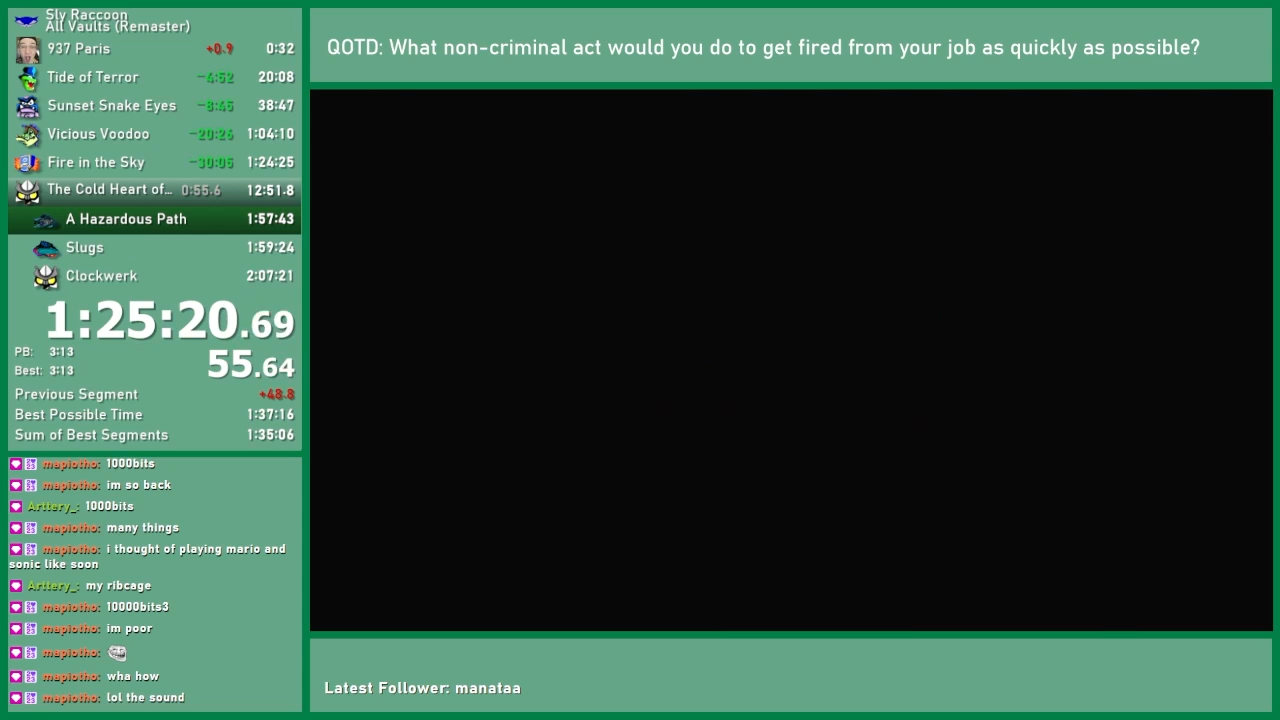 Sly Raccoon
All Vaults (Remaster)
937 Paris +0.9 0:32
Tide of Terror −4:52 20:08
Sunset Snake Eyes −8:45 38:47
Vicious Voodoo −20:26 1:04:10
Fire in the Sky −30:05 1:24:25
The Cold Heart of... 0:55.6 12:51.8
A Hazardous Path 1:57:43
Slugs 1:59:24
Clockwerk 2:07:21
1:25:20.69
PB: 3:13
55.64
Best: 3:13
Previous Segment +48.8
Best Possible Time 1:37:16
Sum of Best Segments 1:35:06
mapiotho: 1000bits
mapiotho: im so back
Arttery_: 1000bits
mapiotho: many things
mapiotho: i thought of playing mario and
sonic like soon
Arttery_: my ribcage
mapiotho: 10000bits3
mapiotho: im poor
mapiotho:
mapiotho: wha how
mapiotho: lol the sound
QOTD: What non-criminal act would you do to get fired from your job as quickly as possible?
Latest Follower: manataa